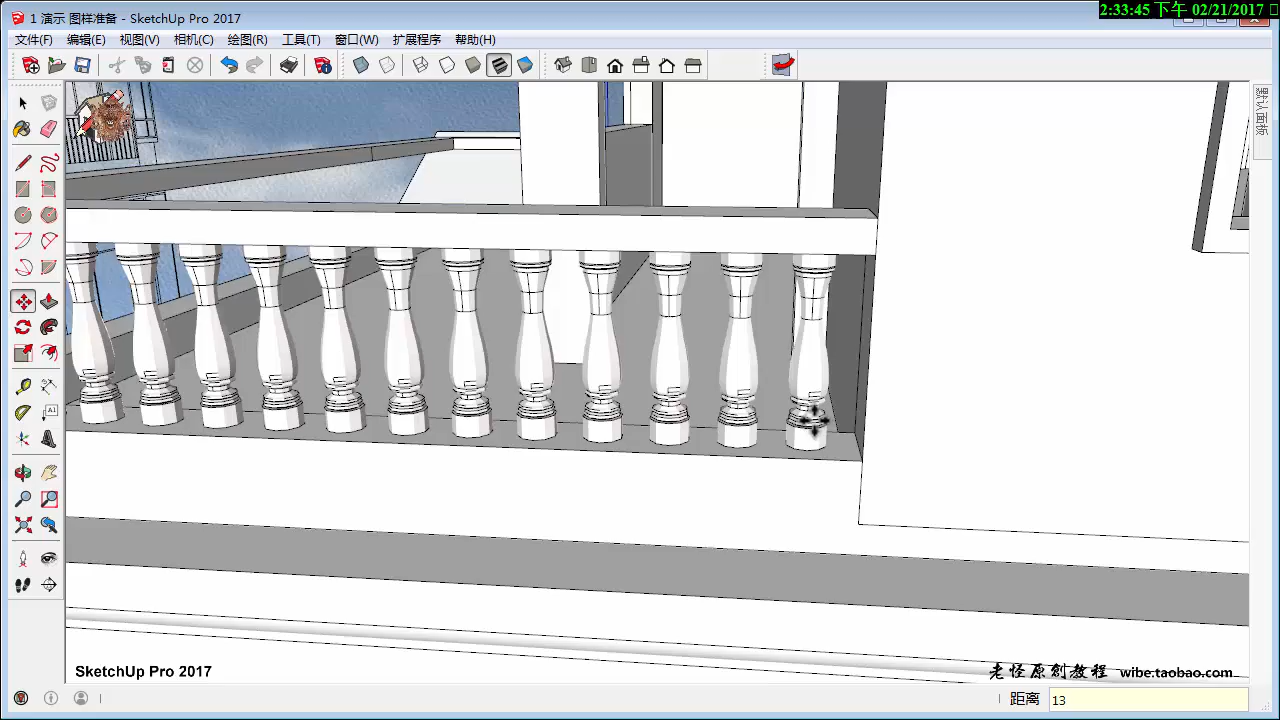 2:33:45 下午 02/21/2017
1 演示 图样准备 - SketchUp Pro 2017
文件(F) 编辑(E) 视图(V) 相机(C) 绘图(R) 工具(T) 窗口(W) 扩展程序 帮助(H)
默认面板
SketchUp Pro 2017
老怪原创教程 wibe.taobao.com
距离 13